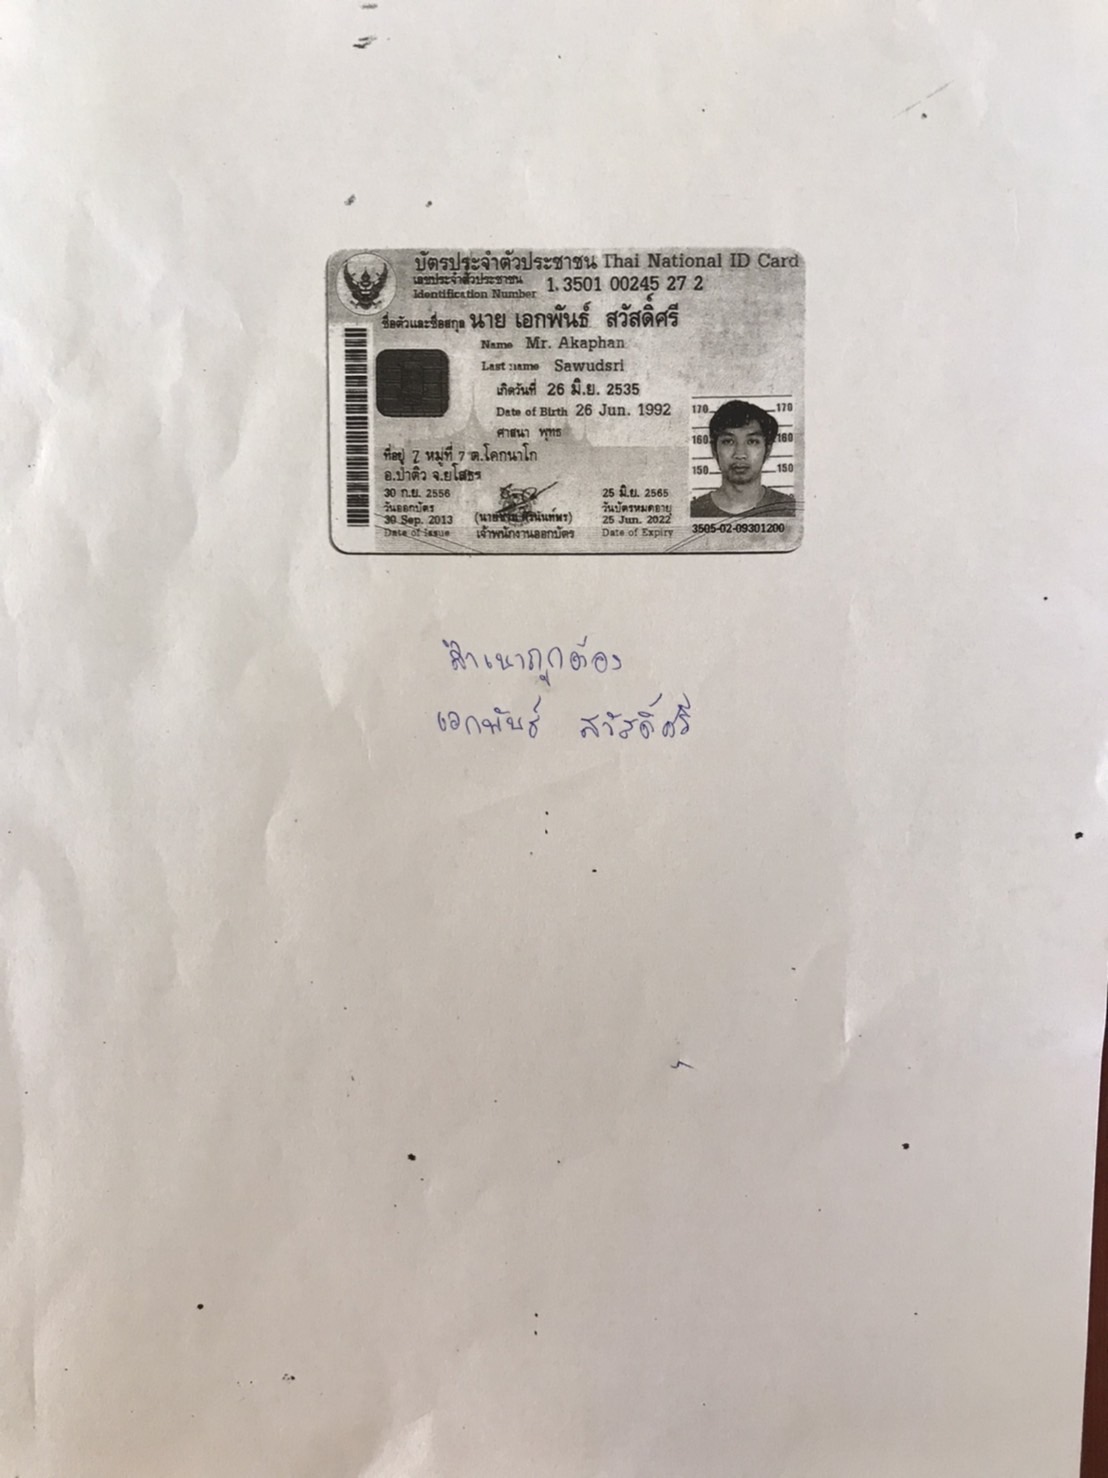 บัตรประจำตัวประชาชน Thai National ID Card
เลขประจำตัวประชาชน
Identification Number
1 3501 00245 27 2
ชื่อตัวและชื่อสกุล นาย เอกพันธ์ สวัสดิ์ศรี
Name Mr. Akaphan
Last name Sawudsri
เกิดวันที่ 26 มิ.ย. 2535
Date of Birth 26 Jun. 1992
ศาสนา พุทธ
ที่อยู่ 7 หมู่ที่ 7 ต.โคกนาโก
อ.ป่าติ้ว จ.ยโสธร
30 ก.ย. 2556
วันออกบัตร
30 Sep. 2013
Date of Issue
เจ้าพนักงานออกบัตร
25 มิ.ย. 2565
วันบัตรหมดอายุ
25 Jun. 2022
Date of Expiry
170 170
160 160
150 150
3505-02-09301200
สำเนาถูกต้อง
เอกพันธ์ สวัสดิ์ศรี